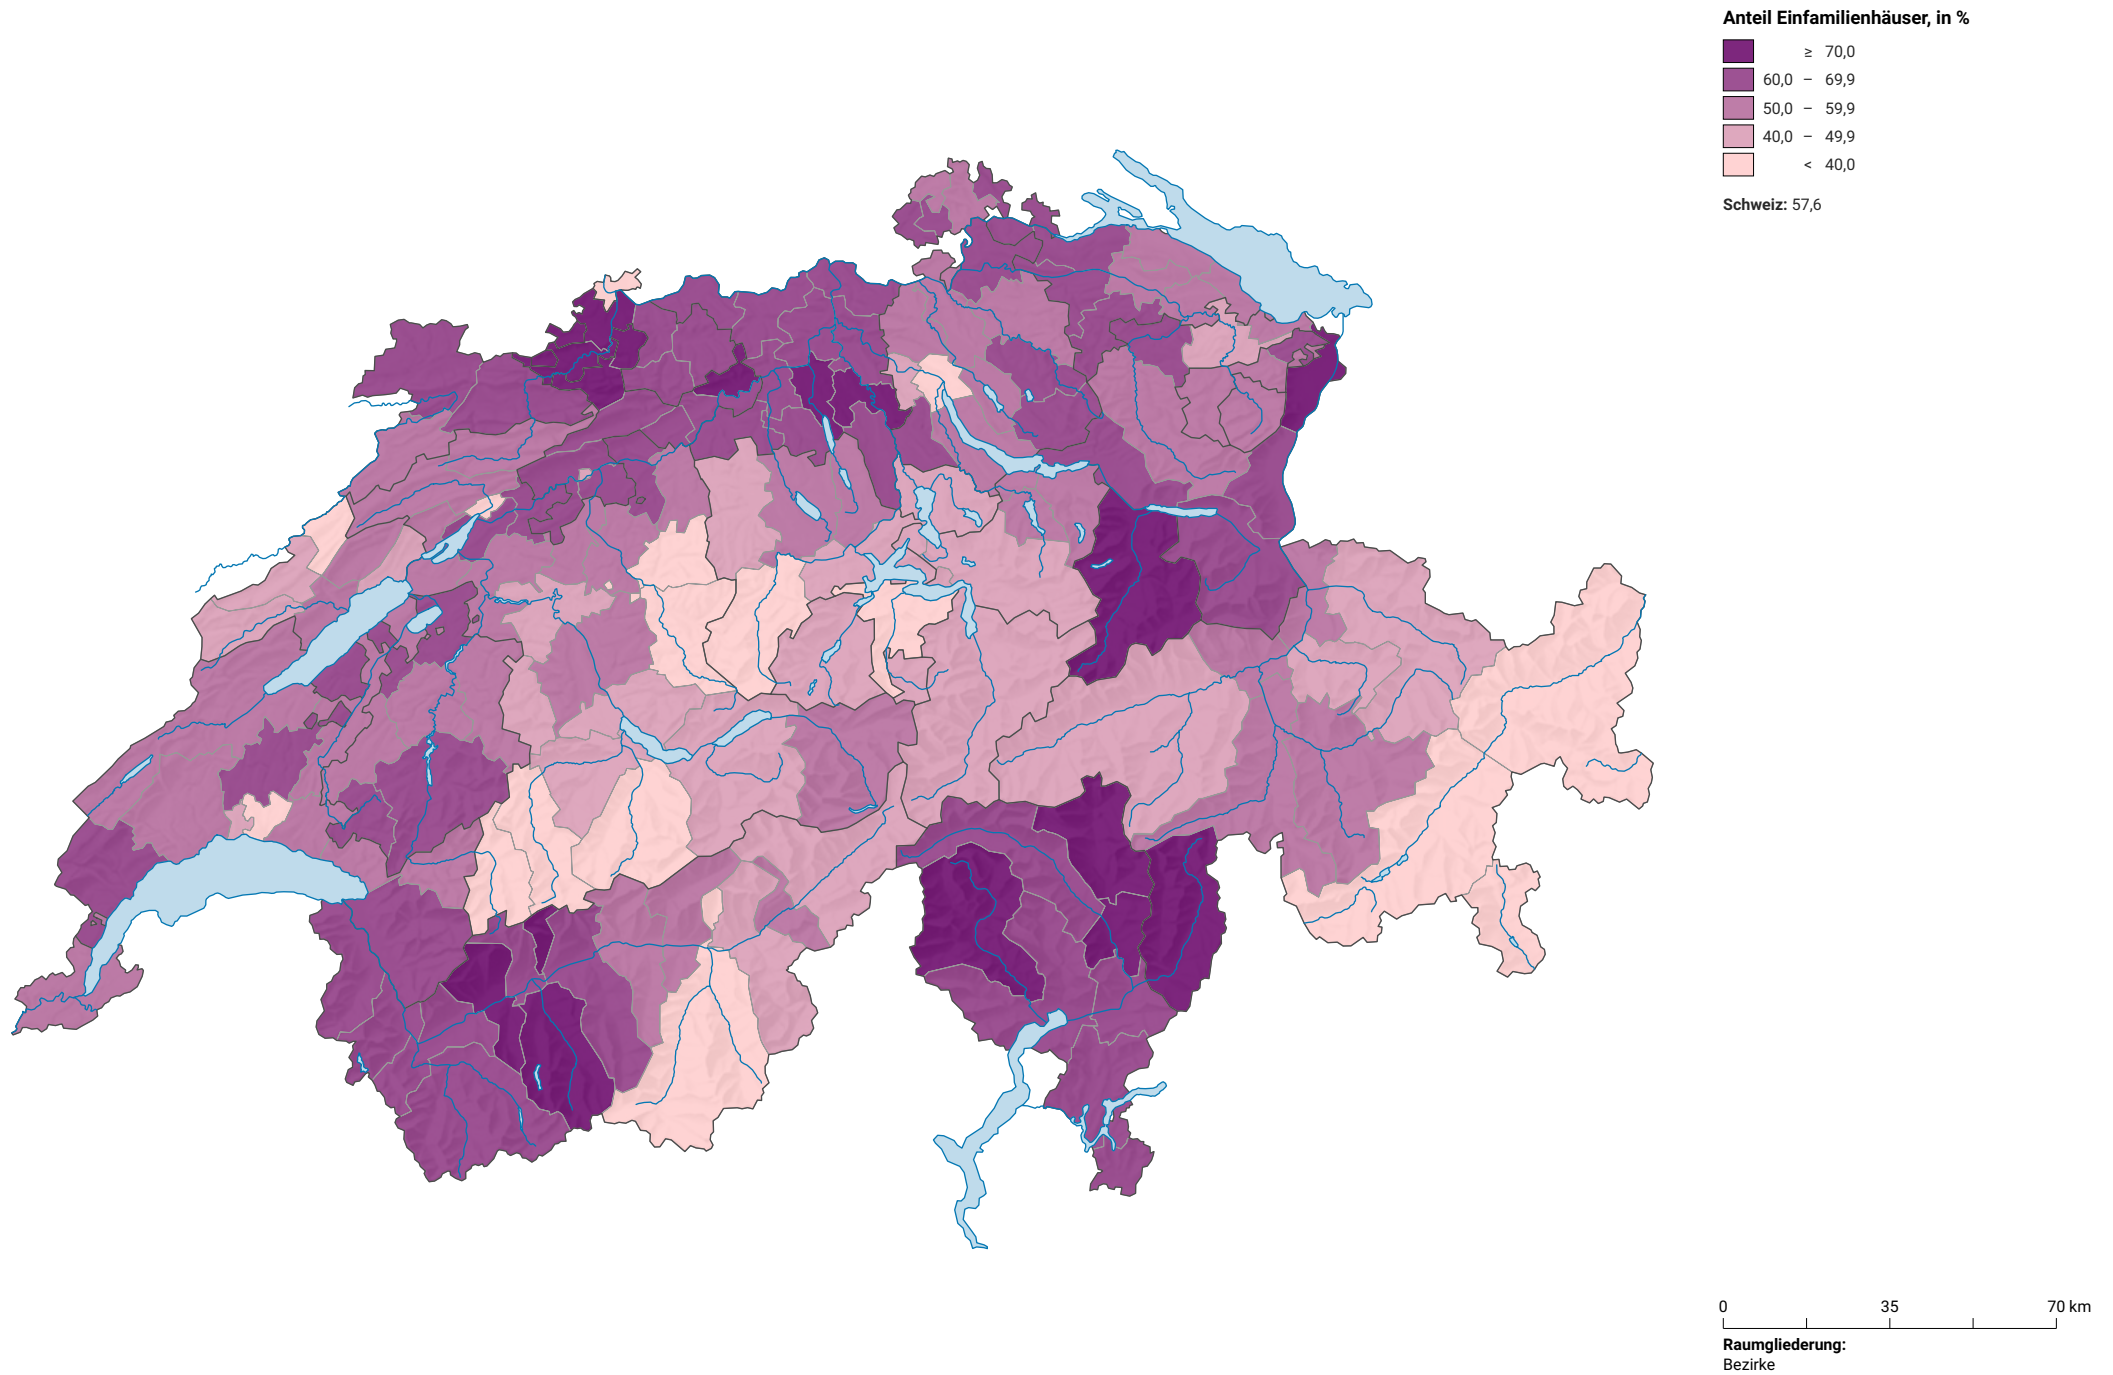 Anteil Einfamilienhäuser, in %
≥ 70,0
60,0 – 69,9
50,0 – 59,9
40,0 – 49,9
< 40,0
Schweiz: 57,6
0 35 70 km
Raumgliederung:
Bezirke